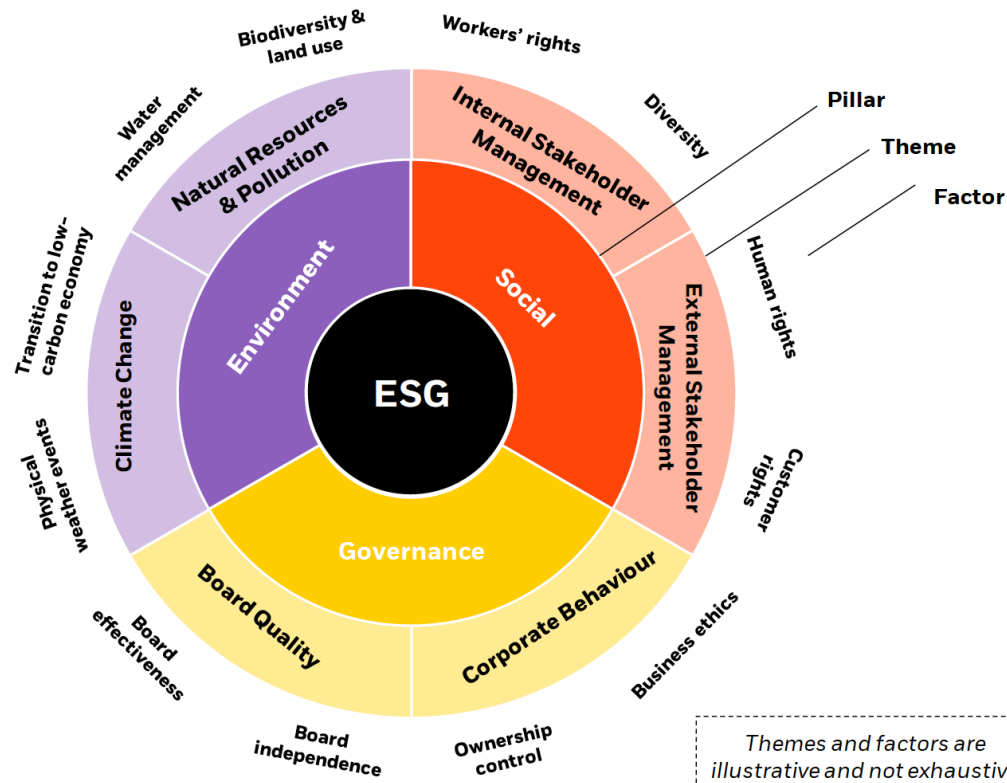 Biodiversity &
land use
Workers' rights
Water
management
Natural Resources
& Pollution
Internal Stakeholder
Management
Diversity
Pillar
Theme
Factor
Transition to low-
carbon economy
Climate Change
Environment
Social
External Stakeholder
Management
Human rights
ESG
Physical
weather events
Customer
rights
Governance
Board Quality
Corporate Behaviour
Board
effectiveness
Business ethics
Board
independence
Ownership
control
Themes and factors are
illustrative and not exhaustiv